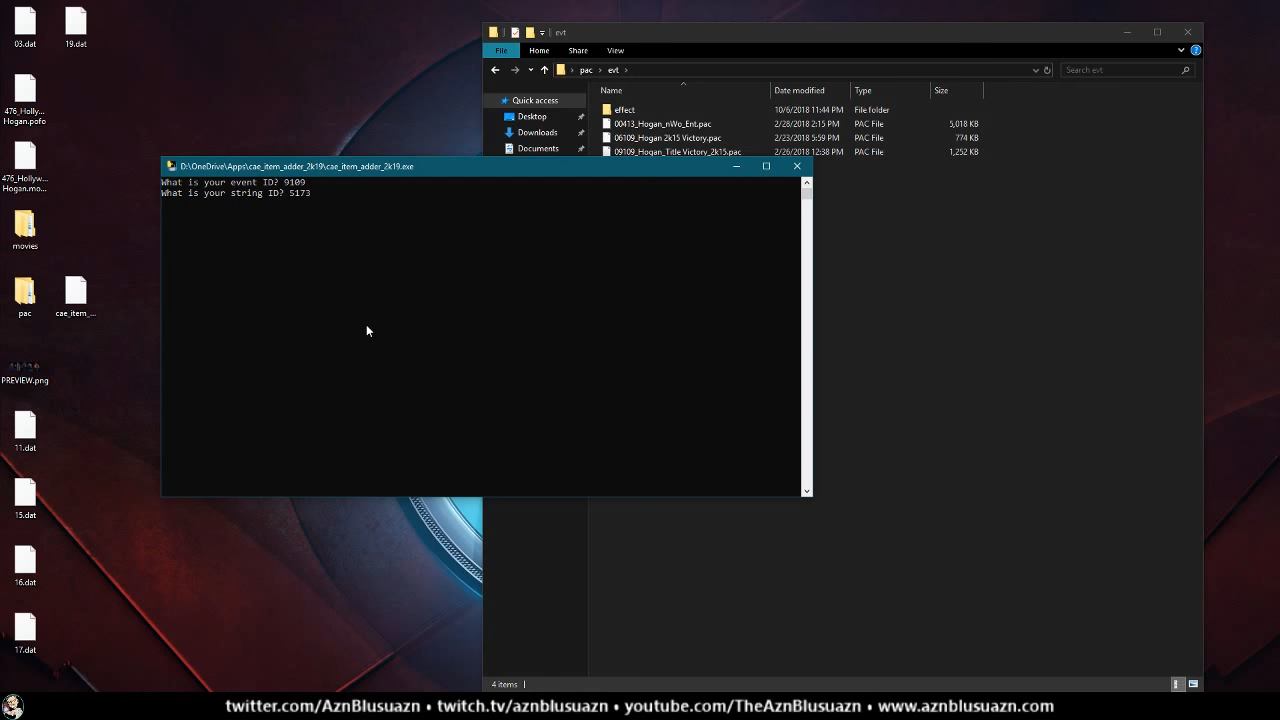 03.dat
19.dat
476_Holly...
Hogan.pofo
476_Hollyw...
Hogan.mo...
movies
pac
cae_item_...
PREVIEW.png
11.dat
15.dat
16.dat
17.dat
evt
File Home Share View
pac evt
Search evt
Quick access
Desktop
Downloads
Documents
Name Date modified Type Size
effect 10/6/2018 11:44 PM File folder
00413_Hogan_nWo_Ent.pac 2/28/2018 2:15 PM PAC File 5,018 KB
06109_Hogan 2k15 Victory.pac 2/23/2018 5:59 PM PAC File 774 KB
09109_Hogan_Title Victory_2k15.pac 2/26/2018 12:38 PM PAC File 1,252 KB
D:\OneDrive\Apps\cae_item_adder_2k19\cae_item_adder_2k19.exe
What is your event ID? 9109
What is your string ID? 5173
4 items
twitter.com/AznBlusuazn • twitch.tv/aznblusuazn • youtube.com/TheAznBlusuazn • www.aznblusuazn.com